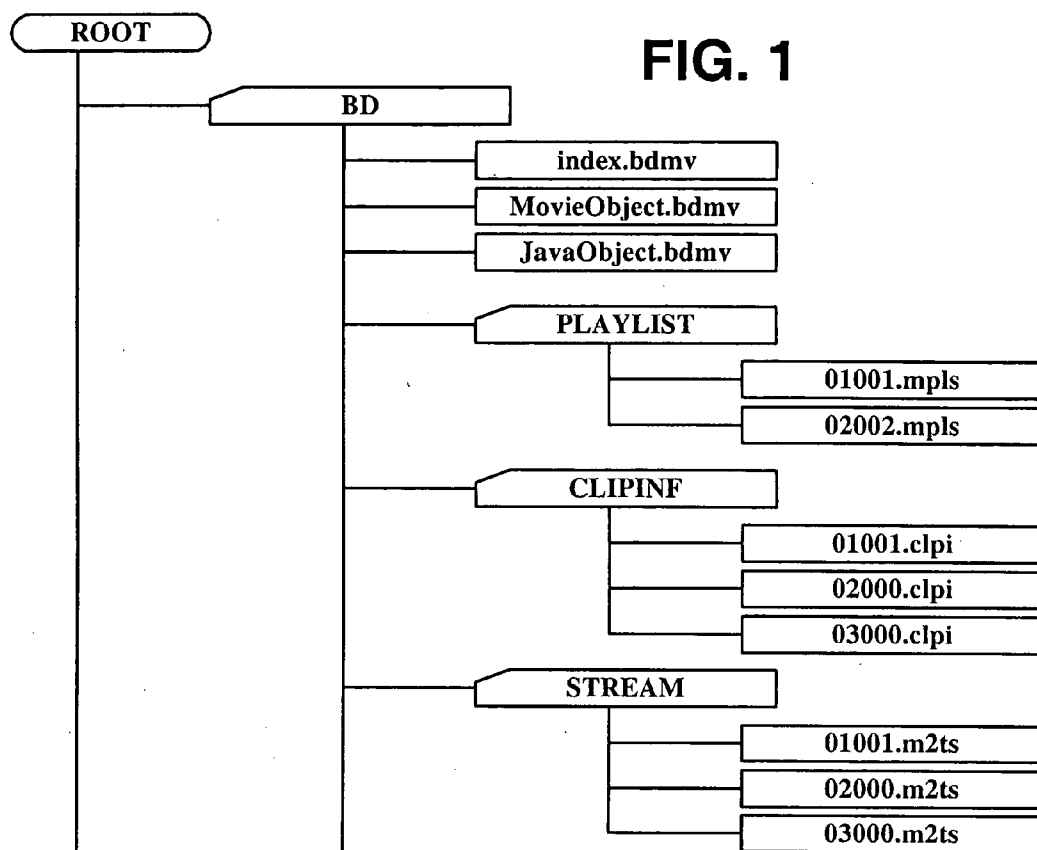 ROOT
FIG. 1
BD
index.bdmv
MovieObject.bdmv
JavaObject.bdmv
PLAYLIST
01001.mpls
02002.mpls
CLIPINF
01001.clpi
02000.clpi
03000.clpi
STREAM
01001.m2ts
02000.m2ts
03000.m2ts